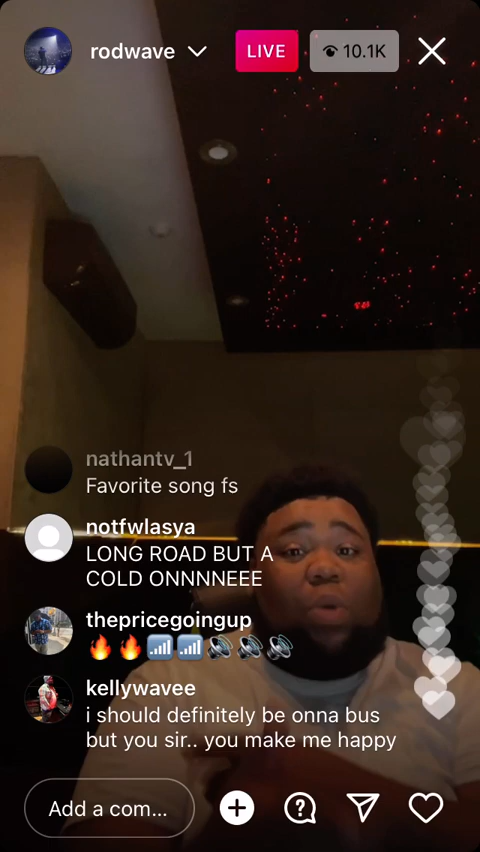 rodwave
LIVE
10.1K
nathantv_1
Favorite song fs
notfwlasya
LONG ROAD BUT A
COLD ONNNNEEE
thepricegoingup
🔥🔥📶📶🔊🔊🔊
kellywavee
i should definitely be onna bus
but you sir.. you make me happy
Add a com...